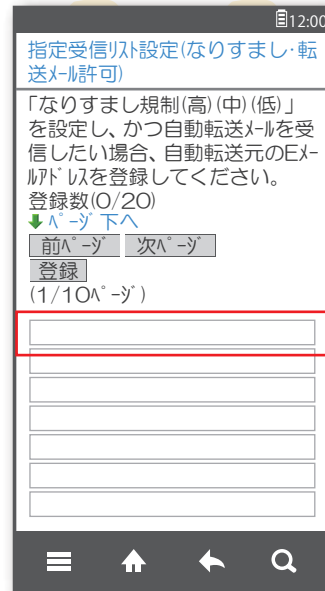 12:00
指定受信ﾘｽﾄ設定(なりすまし･転
送ﾒｰﾙ許可)
「なりすまし規制(高)(中)(低)」
を設定し、かつ自動転送ﾒｰﾙを受
信したい場合、自動転送元のEﾒｰ
ﾙｱﾄﾞﾚｽを登録してください。
登録数(0/20)
ﾍﾟｰｼﾞ下へ
前ﾍﾟｰｼﾞ 次ﾍﾟｰｼﾞ
登録
(1/10ﾍﾟｰｼﾞ)